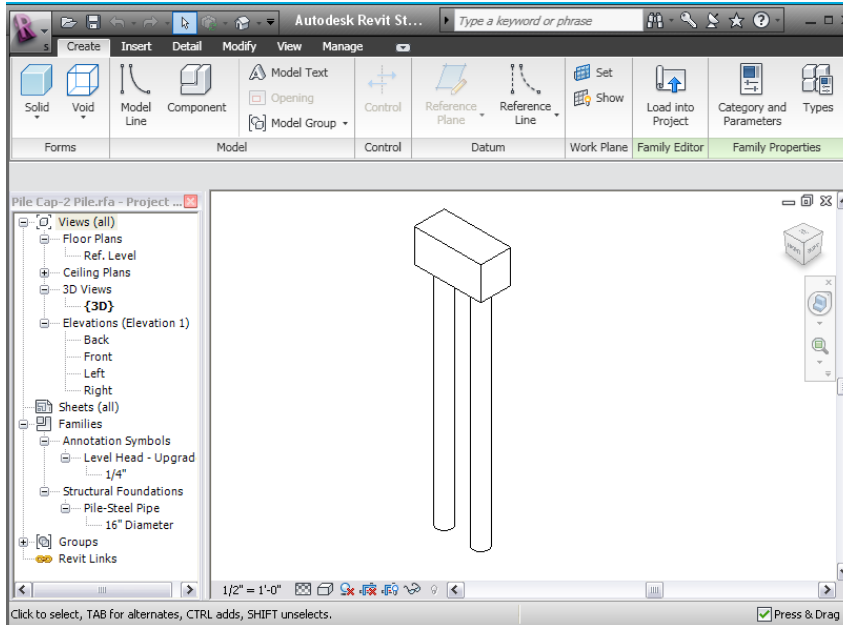 Autodesk Revit St... Type a keyword or phrase
s Create Insert Detail Modify View Manage
Solid Void Model Line Component Model Text Opening Model Group Control Reference Plane Reference Line Set Show Load into Project Category and Parameters Types
Forms Model Control Datum Work Plane Family Editor Family Properties
Pile Cap-2 Pile.rfa - Project ...
Views (all)
Floor Plans
Ref. Level
Ceiling Plans
3D Views
{3D}
Elevations (Elevation 1)
Back
Front
Left
Right
Sheets (all)
Families
Annotation Symbols
Level Head - Upgrad
1/4"
Structural Foundations
Pile-Steel Pipe
16" Diameter
Groups
Revit Links
1/2" = 1'-0"
Click to select, TAB for alternates, CTRL adds, SHIFT unselects. Press & Drag